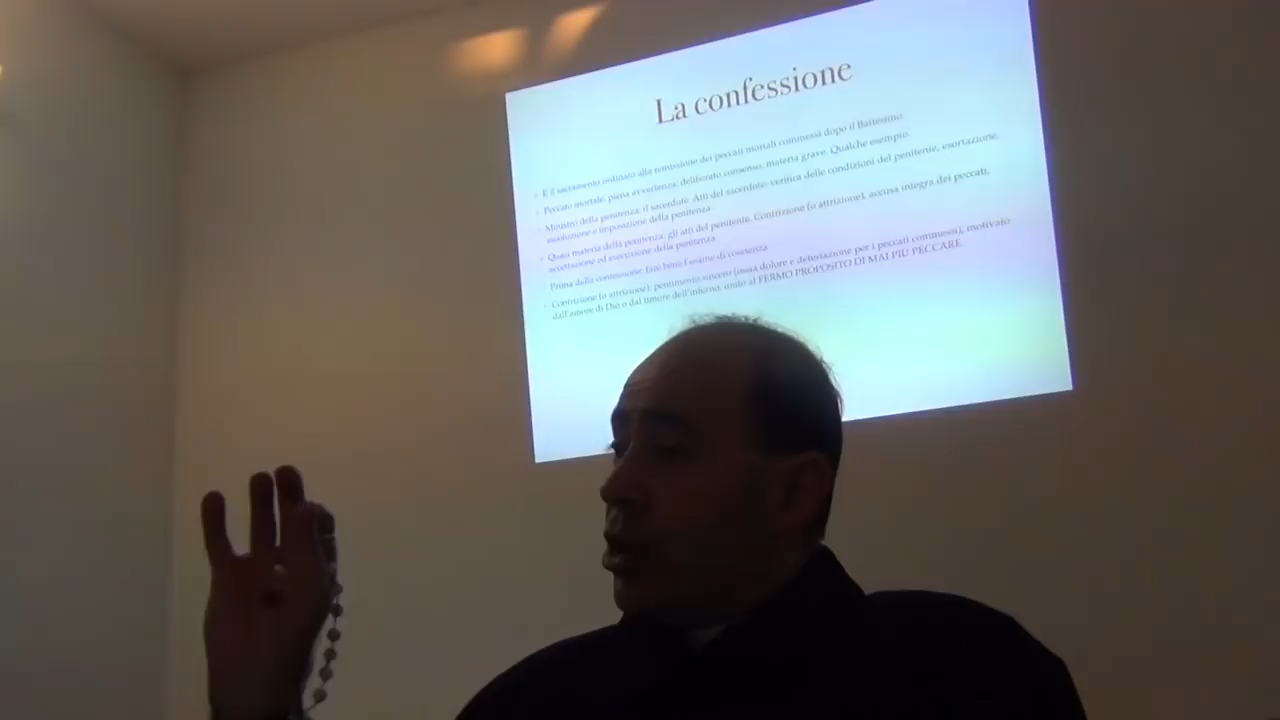 La confessione
È il sacramento ordinato alla remissione dei peccati mortali commessi dopo il Battesimo.
Peccato mortale: piena avvertenza; deliberato consenso; materia grave. Qualche esempio.
Ministro della penitenza: il sacerdote. Atti del sacerdote: verifica delle condizioni del penitente, esortazione,
assoluzione e imposizione della penitenza
Quasi materia della penitenza: gli atti del penitente. Contrizione (o attrizione), accusa integra dei peccati,
accettazione ed esecuzione della penitenza
Prima della confessione: fare bene l'esame di coscienza
Contrizione (o attrizione): pentimento sincero (ossia dolore e detestazione per i peccati commessi), motivato
dall'amore di Dio o dal timore dell'inferno, unito al FERMO PROPOSITO DI MAI PIÙ PECCARE.